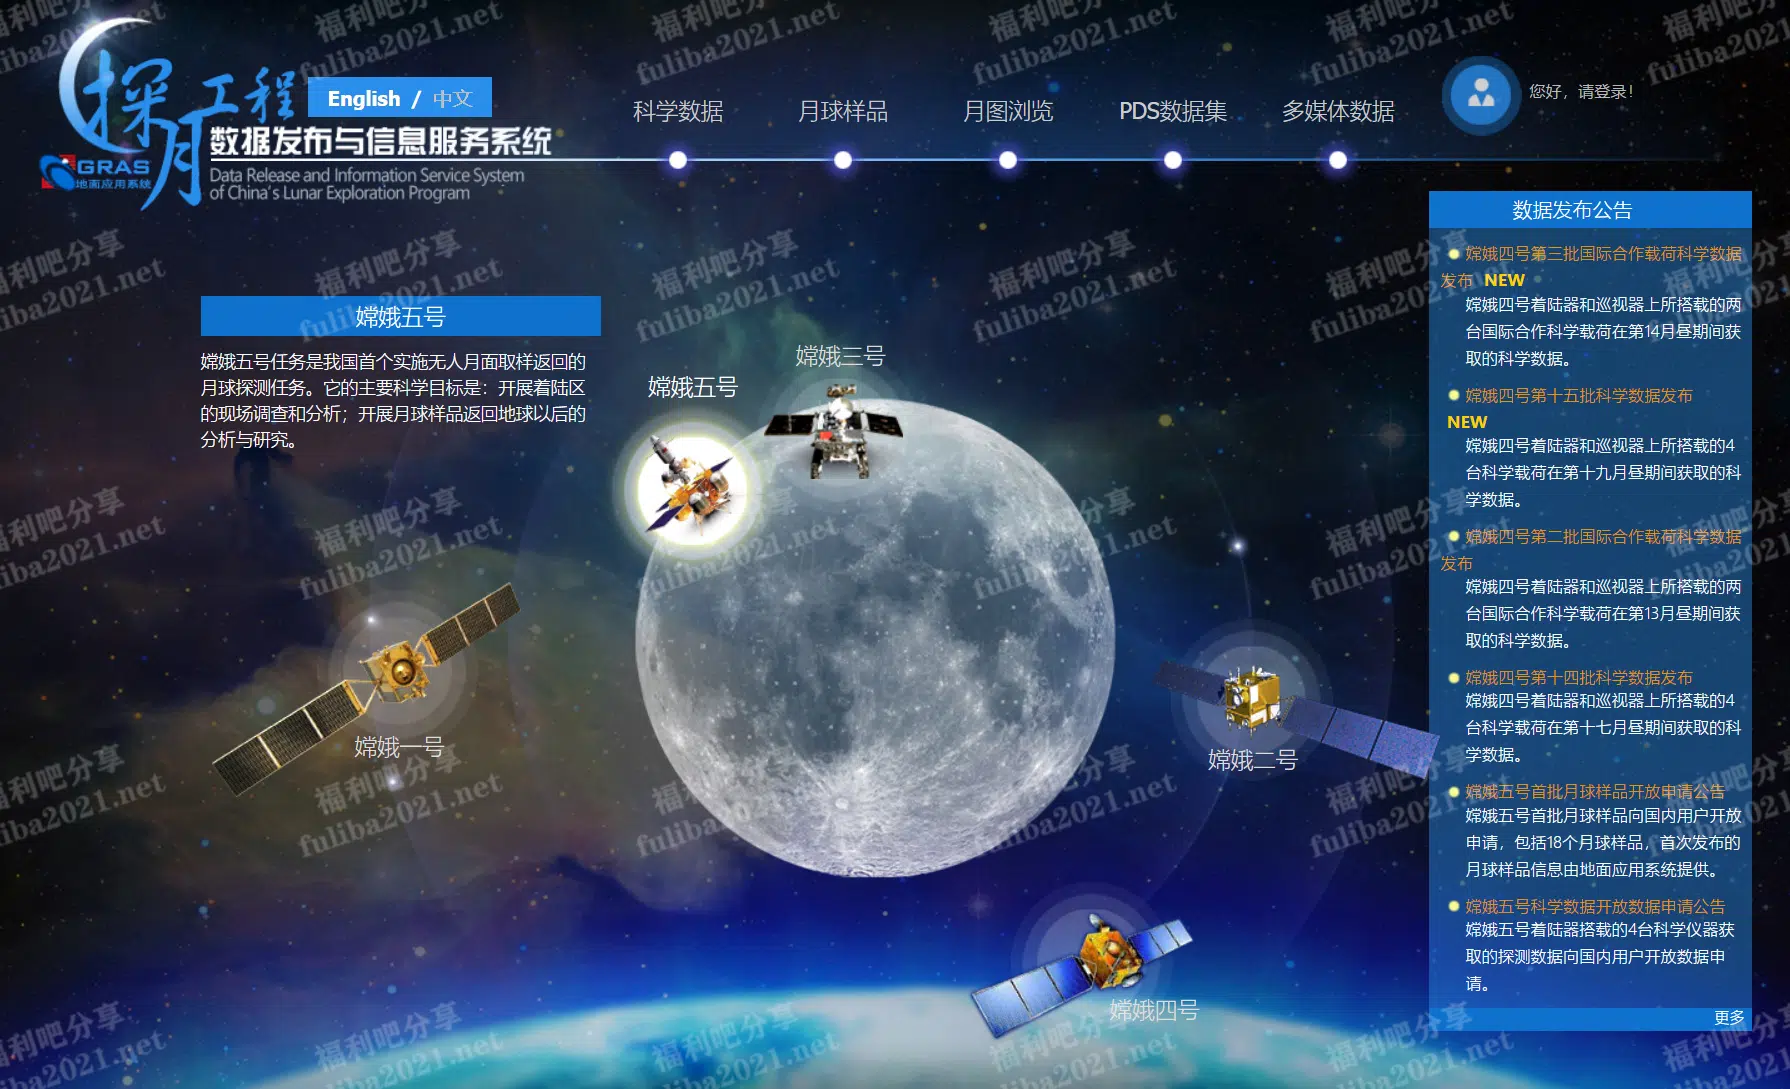 探月工程
English / 中文
数据发布与信息服务系统
Data Release and Information Service System
of China's Lunar Exploration Program
GRAS
地面应用系统
科学数据
月球样品
月图浏览
PDS数据集
多媒体数据
您好，请登录！
嫦娥五号
嫦娥五号任务是我国首个实施无人月面取样返回的
月球探测任务。它的主要科学目标是：开展着陆区
的现场调查和分析；开展月球样品返回地球以后的
分析与研究。
嫦娥五号
嫦娥三号
嫦娥一号
嫦娥二号
嫦娥四号
数据发布公告
嫦娥四号第三批国际合作载荷科学数据
发布 NEW
嫦娥四号着陆器和巡视器上所搭载的两
台国际合作科学载荷在第14月昼期间获
取的科学数据。
嫦娥四号第十五批科学数据发布
NEW
嫦娥四号着陆器和巡视器上所搭载的4
台科学载荷在第十九月昼期间获取的科
学数据。
嫦娥四号第二批国际合作载荷科学数据
发布
嫦娥四号着陆器和巡视器上所搭载的两
台国际合作科学载荷在第13月昼期间获
取的科学数据。
嫦娥四号第十四批科学数据发布
嫦娥四号着陆器和巡视器上所搭载的4
台科学载荷在第十七月昼期间获取的科
学数据。
嫦娥五号首批月球样品开放申请公告
嫦娥五号首批月球样品向国内用户开放
申请，包括18个月球样品，首次发布的
月球样品信息由地面应用系统提供。
嫦娥五号科学数据开放数据申请公告
嫦娥五号着陆器搭载的4台科学仪器获
取的探测数据向国内用户开放数据申
请。
更多
福利吧分享
fuliba2021.net